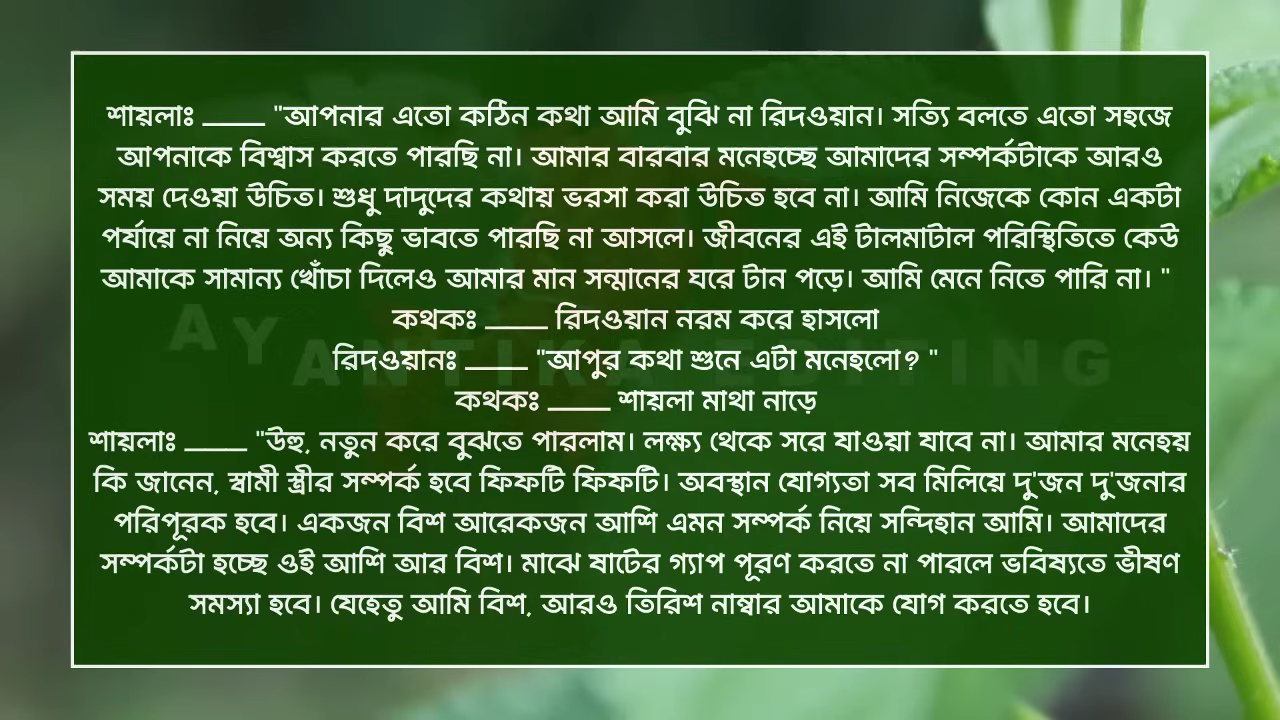 শায়লাঃ ____ "আপনার এতো কঠিন কথা আমি বুঝি না রিদওয়ান। সত্যি বলতে এতো সহজে
আপনাকে বিশ্বাস করতে পারছি না। আমার বারবার মনেহচ্ছে আমাদের সম্পর্কটাকে আরও
সময় দেওয়া উচিত। শুধু দাদুদের কথায় ভরসা করা উচিত হবে না। আমি নিজেকে কোন একটা
পর্যায়ে না নিয়ে অন্য কিছু ভাবতে পারছি না আসলে। জীবনের এই টালমাটাল পরিস্থিতিতে কেউ
আমাকে সামান্য খোঁচা দিলেও আমার মান সন্মানের ঘরে টান পড়ে। আমি মেনে নিতে পারি না। "
কথকঃ ____ রিদওয়ান নরম করে হাসলো
রিদওয়ানঃ ____ "আপুর কথা শুনে এটা মনেহলো? "
কথকঃ ____ শায়লা মাথা নাড়ে
শায়লাঃ ____ "উহু, নতুন করে বুঝতে পারলাম। লক্ষ্য থেকে সরে যাওয়া যাবে না। আমার মনেহয়
কি জানেন, স্বামী স্ত্রীর সম্পর্ক হবে ফিফটি ফিফটি। অবস্থান যোগ্যতা সব মিলিয়ে দু'জন দু'জনার
পরিপূরক হবে। একজন বিশ আরেকজন আশি এমন সম্পর্ক নিয়ে সন্দিহান আমি। আমাদের
সম্পর্কটা হচ্ছে ওই আশি আর বিশ। মাঝে ষাটের গ্যাপ পূরণ করতে না পারলে ভবিষ্যতে ভীষণ
সমস্যা হবে। যেহেতু আমি বিশ, আরও তিরিশ নাম্বার আমাকে যোগ করতে হবে।
AYANTIKA EDITING